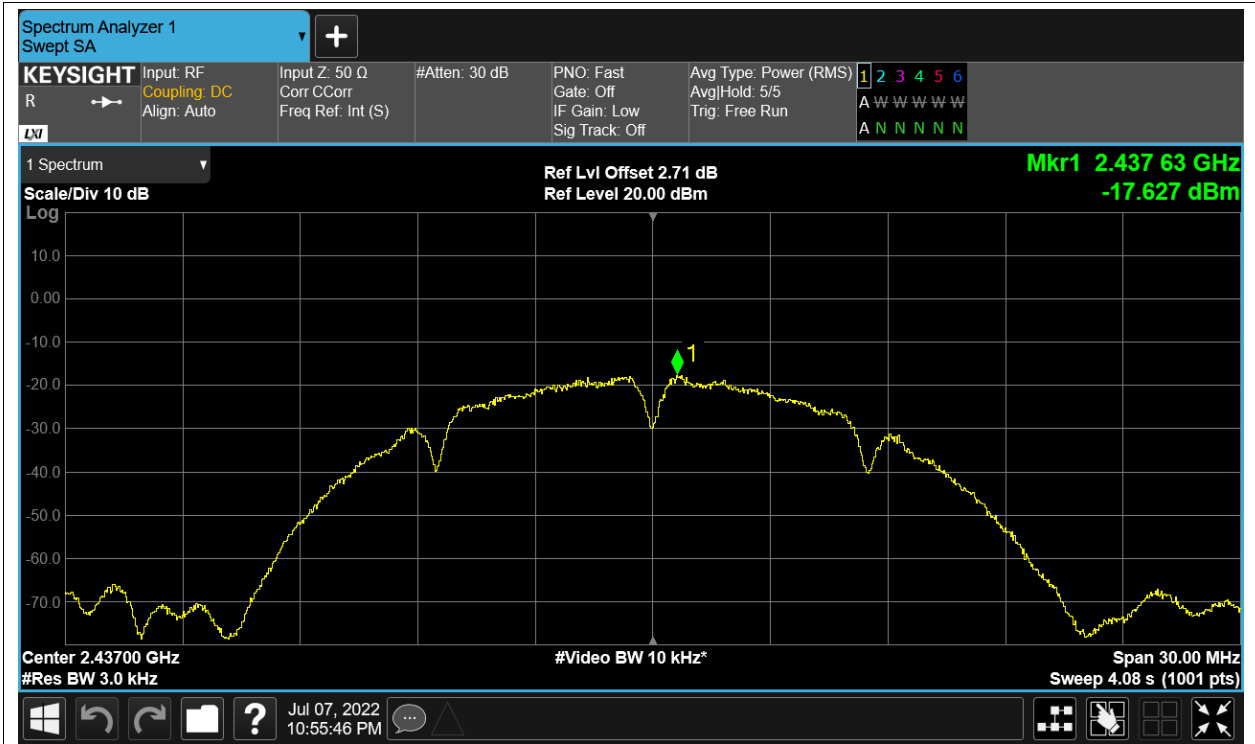 Spectrum Analyzer 1
Swept SA
KEYSIGHT
R
LXI
Input: RF
Coupling: DC
Align: Auto
Input Z: 50 Ω
Corr CCorr
Freq Ref: Int (S)
#Atten: 30 dB
PNO: Fast
Gate: Off
IF Gain: Low
Sig Track: Off
Avg Type: Power (RMS)
Avg|Hold: 5/5
Trig: Free Run
1 2 3 4 5 6
A W W W W W
A N N N N N
1 Spectrum
Scale/Div 10 dB
Log
Ref Lvl Offset 2.71 dB
Ref Level 20.00 dBm
Mkr1 2.437 63 GHz
-17.627 dBm
10.0
0.00
-10.0
1
-20.0
-30.0
-40.0
-50.0
-60.0
-70.0
Center 2.43700 GHz
#Res BW 3.0 kHz
#Video BW 10 kHz*
Span 30.00 MHz
Sweep 4.08 s (1001 pts)
?
Jul 07, 2022
10:55:46 PM